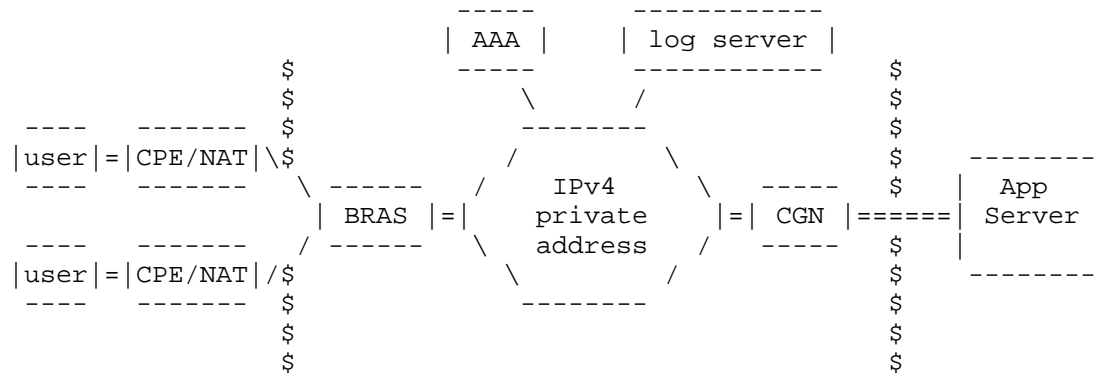 -----        ------------
                              | AAA |      | log server |
                  $            -----        ------------      $
                  $                \        /                 $
 ----   -------   $                 --------                  $
|user|=|CPE/NAT|\$                /          \                $     --------
 ----   -------   \   ------    /    IPv4     \    -----   $    |  App
                    | BRAS |=|     private     |=| CGN |======| Server
 ----   -------   /   ------    \    address   /    -----   $    |
|user|=|CPE/NAT|/$                \          /                $     --------
 ----   -------   $                 --------                  $
                  $                                           $
                  $                                           $